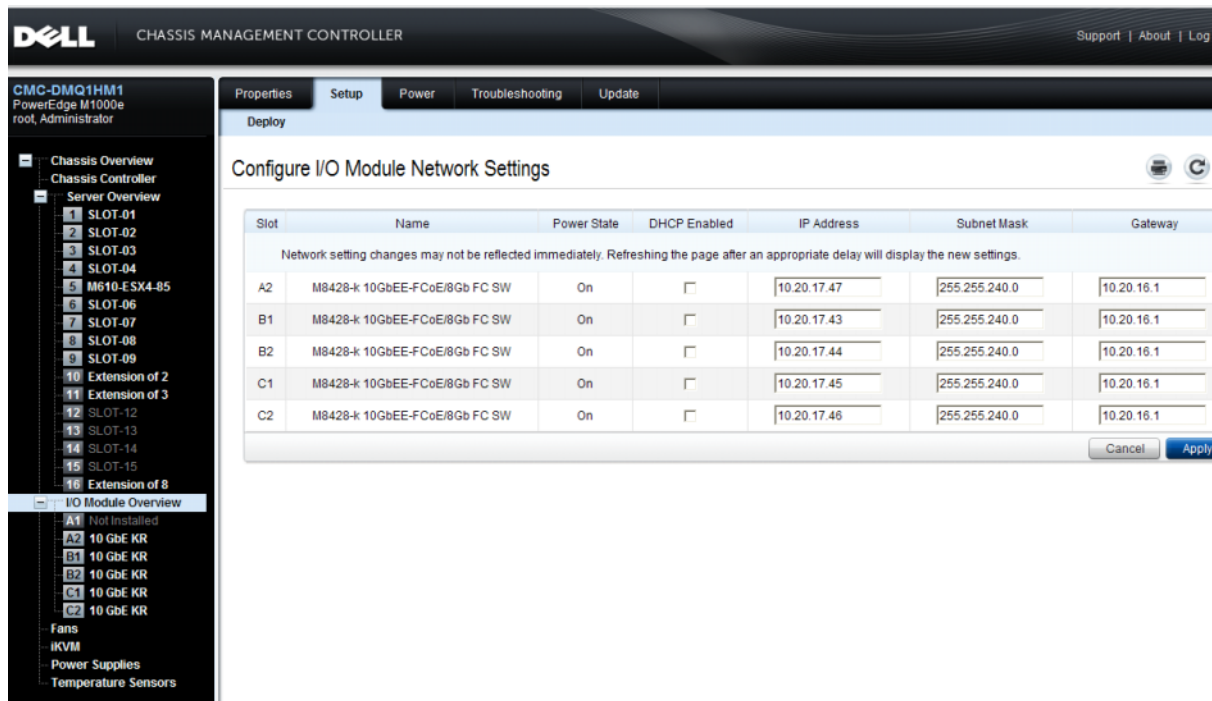 DELL CHASSIS MANAGEMENT CONTROLLER Support | About | Log
CMC-DMQ1HM1
PowerEdge M1000e
root, Administrator
Properties Setup Power Troubleshooting Update
Deploy
Chassis Overview
Chassis Controller
Server Overview
1 SLOT-01
2 SLOT-02
3 SLOT-03
4 SLOT-04
5 M610-ESX4-85
6 SLOT-06
7 SLOT-07
8 SLOT-08
9 SLOT-09
10 Extension of 2
11 Extension of 3
12 SLOT-12
13 SLOT-13
14 SLOT-14
15 SLOT-15
16 Extension of 8
I/O Module Overview
A1 Not Installed
A2 10 GbE KR
B1 10 GbE KR
B2 10 GbE KR
C1 10 GbE KR
C2 10 GbE KR
Fans
iKVM
Power Supplies
Temperature Sensors
Configure I/O Module Network Settings
Slot Name Power State DHCP Enabled IP Address Subnet Mask Gateway
Network setting changes may not be reflected immediately. Refreshing the page after an appropriate delay will display the new settings.
A2 M8428-k 10GbEE-FCoE/8Gb FC SW On 10.20.17.47 255.255.240.0 10.20.16.1
B1 M8428-k 10GbEE-FCoE/8Gb FC SW On 10.20.17.43 255.255.240.0 10.20.16.1
B2 M8428-k 10GbEE-FCoE/8Gb FC SW On 10.20.17.44 255.255.240.0 10.20.16.1
C1 M8428-k 10GbEE-FCoE/8Gb FC SW On 10.20.17.45 255.255.240.0 10.20.16.1
C2 M8428-k 10GbEE-FCoE/8Gb FC SW On 10.20.17.46 255.255.240.0 10.20.16.1
Cancel Apply